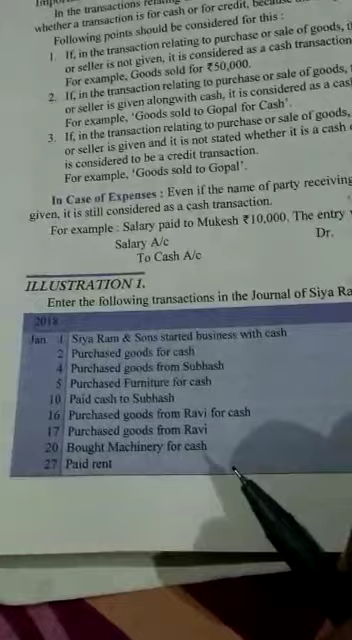 In the transactions relating
whether a transaction is for cash or for credit, because
Following points should be considered for this :
1. If, in the transaction relating to purchase or sale of goods,
or seller is not given, it is considered as a cash transaction
For example, Goods sold for ₹50,000.
2. If, in the transaction relating to purchase or sale of goods,
or seller is given alongwith cash, it is considered as a
For example, 'Goods sold to Gopal for Cash'.
3. If, in the transaction relating to purchase or sale of goods,
or seller is given and it is not stated whether it is a cash
is considered to be a credit transaction.
For example, 'Goods sold to Gopal'.
In Case of Expenses : Even if the name of party receiving
given, it is still considered as a cash transaction.
For example : Salary paid to Mukesh ₹10,000. The entry
Salary A/c Dr.
To Cash A/c
ILLUSTRATION 1.
Enter the following transactions in the Journal of Siya
2018
Jan. 1 Siya Ram & Sons started business with cash
2 Purchased goods for cash
4 Purchased goods from Subhash
5 Purchased Furniture for cash
10 Paid cash to Subhash
16 Purchased goods from Ravi for cash
17 Purchased goods from Ravi
20 Bought Machinery for cash
27 Paid rent